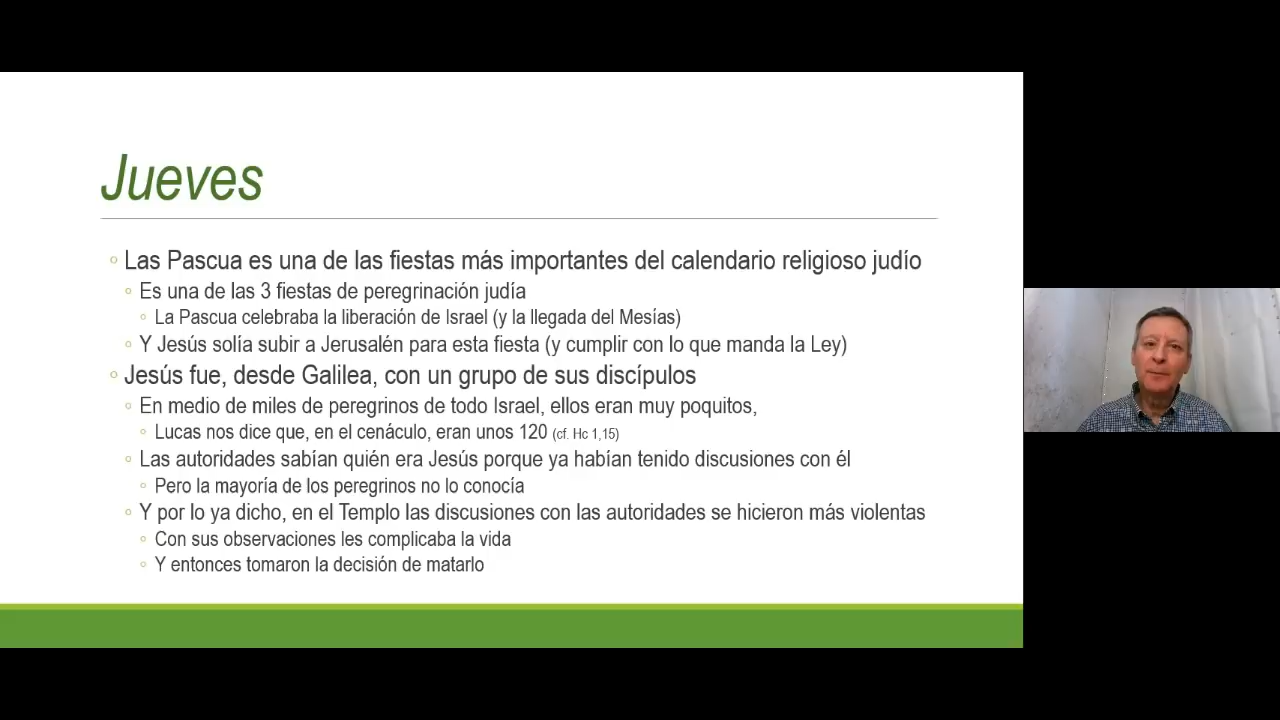 Jueves
Las Pascua es una de las fiestas más importantes del calendario religioso judío
Es una de las 3 fiestas de peregrinación judía
La Pascua celebraba la liberación de Israel (y la llegada del Mesías)
Y Jesús solía subir a Jerusalén para esta fiesta (y cumplir con lo que manda la Ley)
Jesús fue, desde Galilea, con un grupo de sus discípulos
En medio de miles de peregrinos de todo Israel, ellos eran muy poquitos,
Lucas nos dice que, en el cenáculo, eran unos 120 (cf. Hc 1,15)
Las autoridades sabían quién era Jesús porque ya habían tenido discusiones con él
Pero la mayoría de los peregrinos no lo conocía
Y por lo ya dicho, en el Templo las discusiones con las autoridades se hicieron más violentas
Con sus observaciones les complicaba la vida
Y entonces tomaron la decisión de matarlo